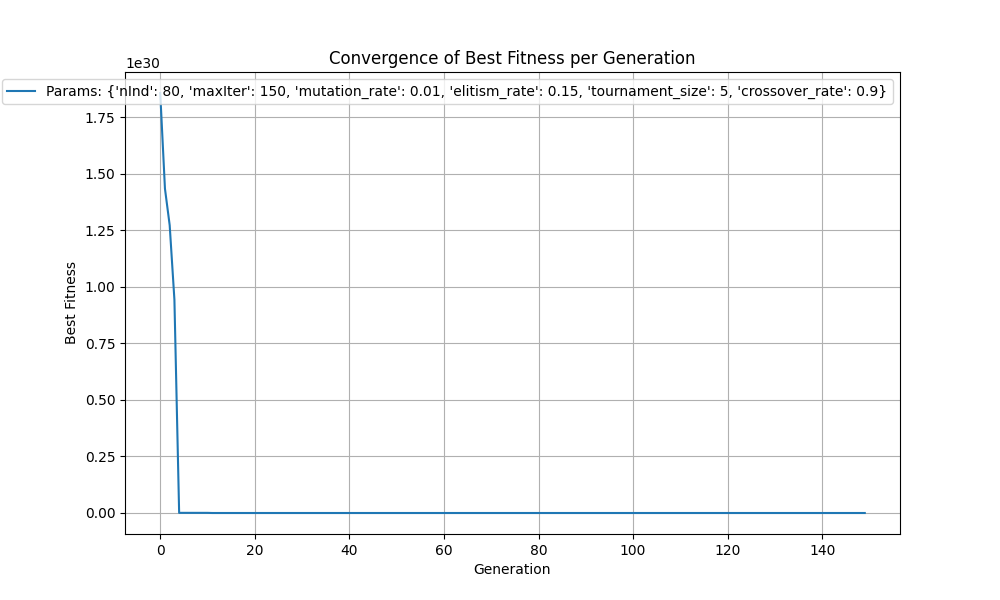 Convergence of Best Fitness per Generation
1e30
Params: {'nInd': 80, 'maxIter': 150, 'mutation_rate': 0.01, 'elitism_rate': 0.15, 'tournament_size': 5, 'crossover_rate': 0.9}
1.75
1.50
1.25
1.00
0.75
0.50
0.25
0.00
Best Fitness
0 20 40 60 80 100 120 140
Generation